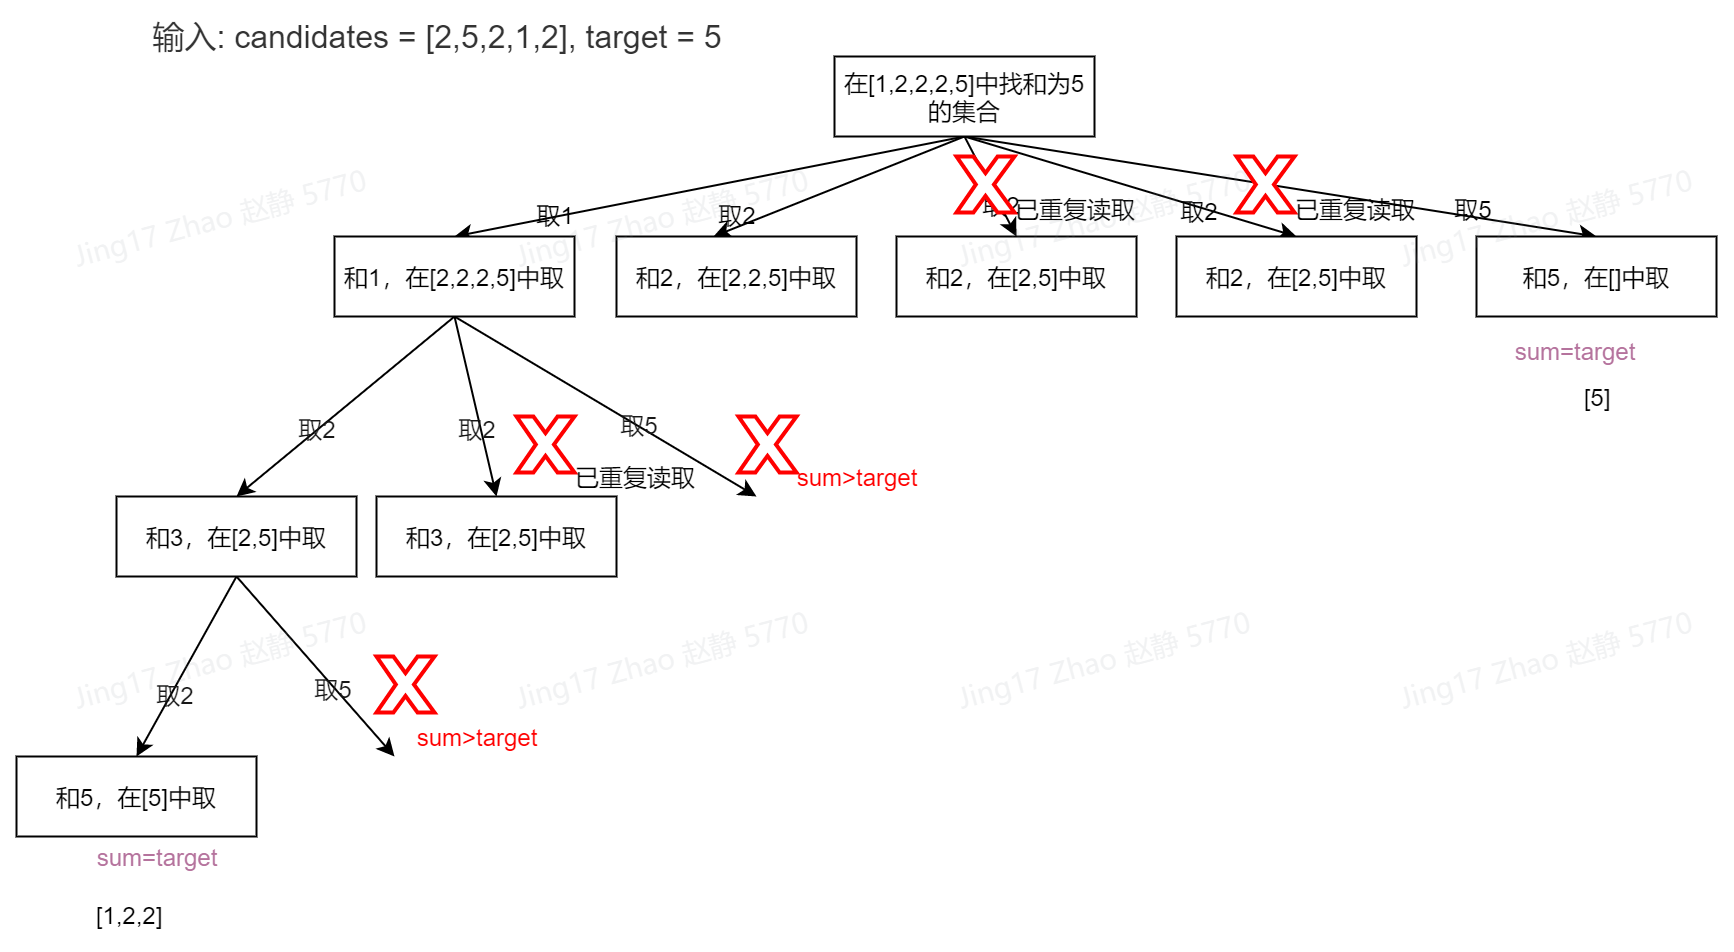 输入: candidates = [2,5,2,1,2], target = 5
在[1,2,2,2,5]中找和为5
的集合
取1
取2
取2
已重复读取
取2
已重复读取
取5
和1，在[2,2,2,5]中取
和2，在[2,2,5]中取
和2，在[2,5]中取
和2，在[2,5]中取
和5，在[]中取
sum=target
[5]
取2
取2
已重复读取
取5
sum>target
和3，在[2,5]中取
和3，在[2,5]中取
取2
取5
sum>target
和5，在[5]中取
sum=target
[1,2,2]
Jing17 Zhao 赵静 5770
Jing17 Zhao 赵静 5770
Jing17 Zhao 赵静 5770
Jing17 Zhao 赵静 5770
Jing17 Zhao 赵静 5770
Jing17 Zhao 赵静 5770
Jing17 Zhao 赵静 5770
Jing17 Zhao 赵静 5770